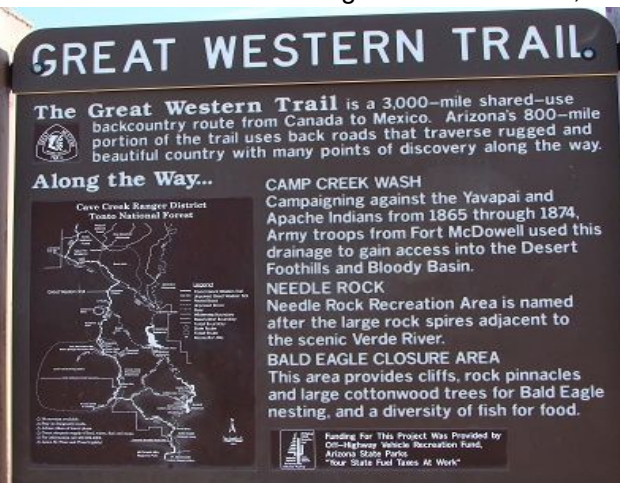 GREAT WESTERN TRAIL
The Great Western Trail is a 3,000-mile shared-use
backcountry route from Canada to Mexico. Arizona's 800-mile
portion of the trail uses back roads that traverse rugged and
beautiful country with many points of discovery along the way.
Along the Way...
Cave Creek Ranger District
Tonto National Forest
Legend
CAMP CREEK WASH
Campaigning against the Yavapai and
Apache Indians from 1865 through 1874,
Army troops from Fort McDowell used this
drainage to gain access into the Desert
Foothills and Bloody Basin.
NEEDLE ROCK
Needle Rock Recreation Area is named
after the large rock spires adjacent to
the scenic Verde River.
BALD EAGLE CLOSURE AREA
This area provides cliffs, rock pinnacles
and large cottonwood trees for Bald Eagle
nesting, and a diversity of fish for food.
Funding For This Project Was Provided by
Off-Highway Vehicle Recreation Fund,
Arizona State Parks
"Your State Fuel Taxes At Work"